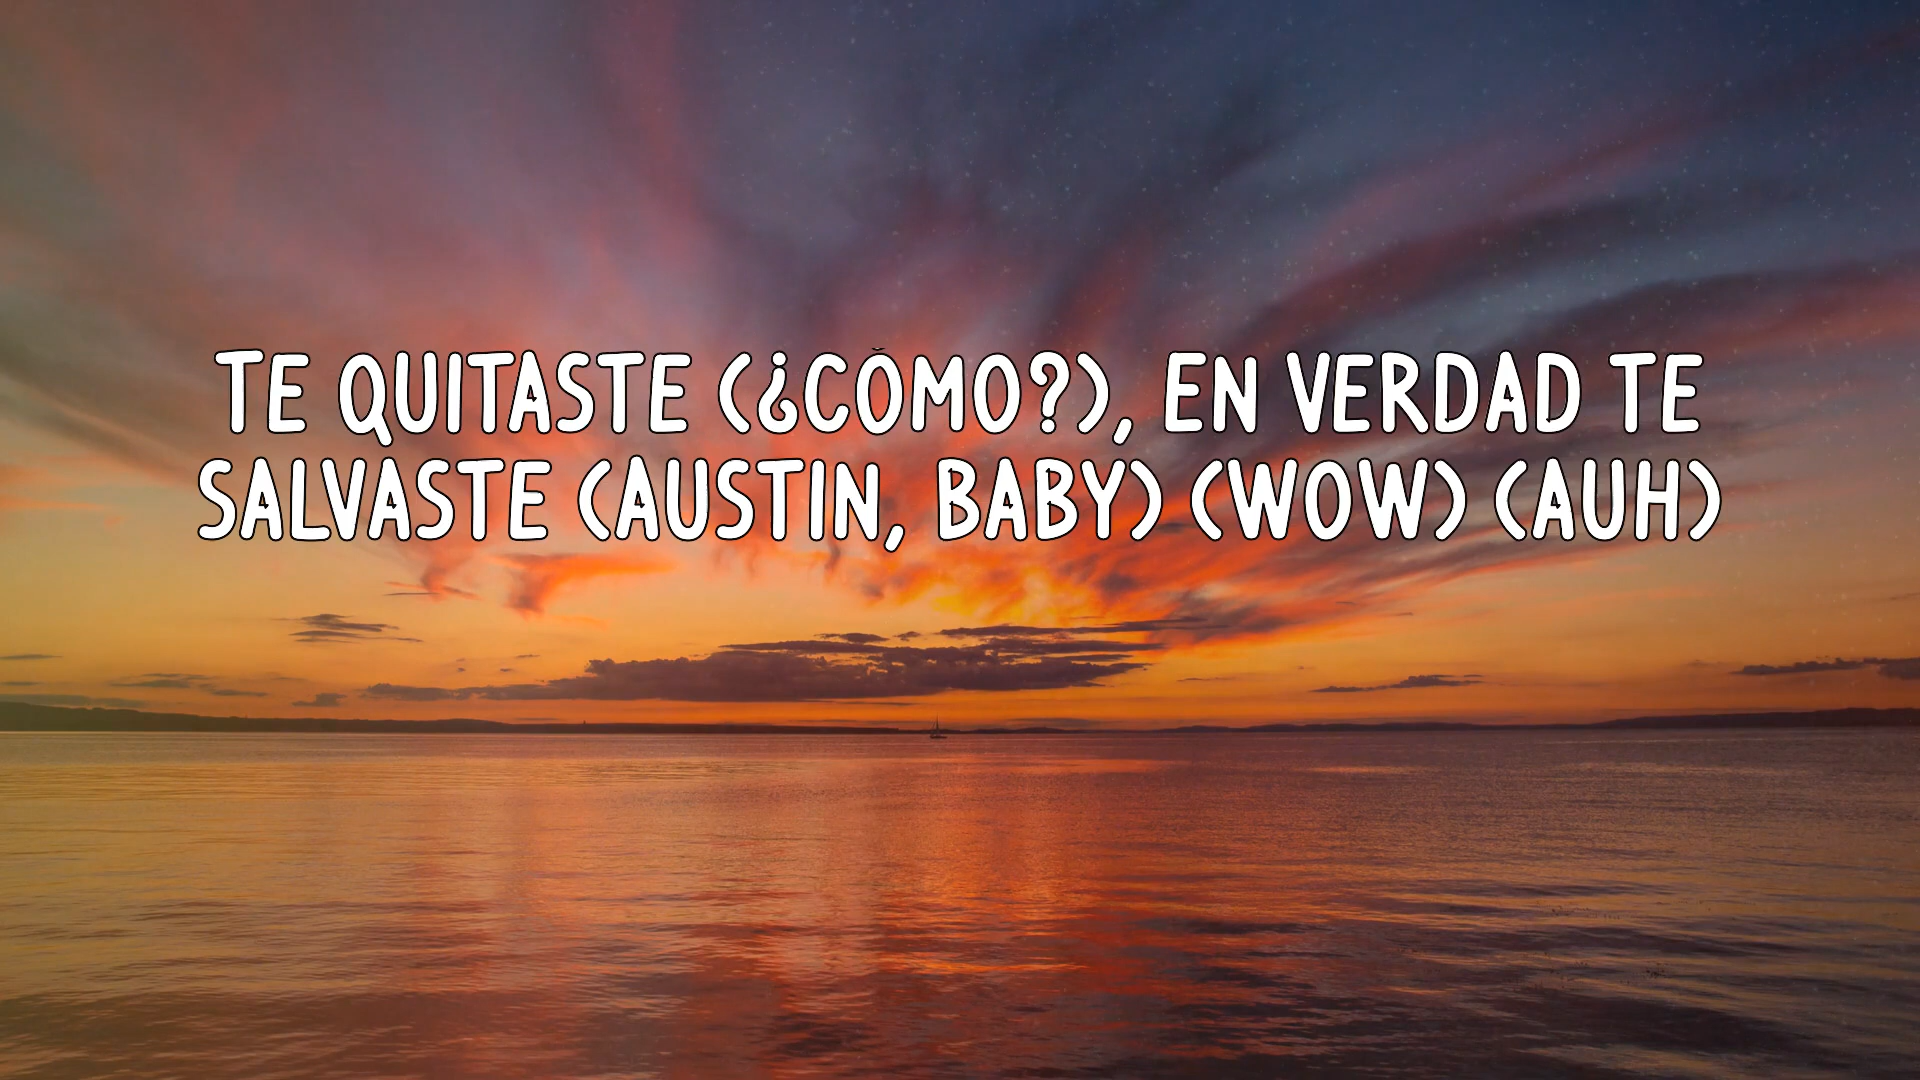 TE QUITASTE (¿CÓMO?), EN VERDAD TE
SALVASTE (AUSTIN, BABY) (WOW) (AUH)